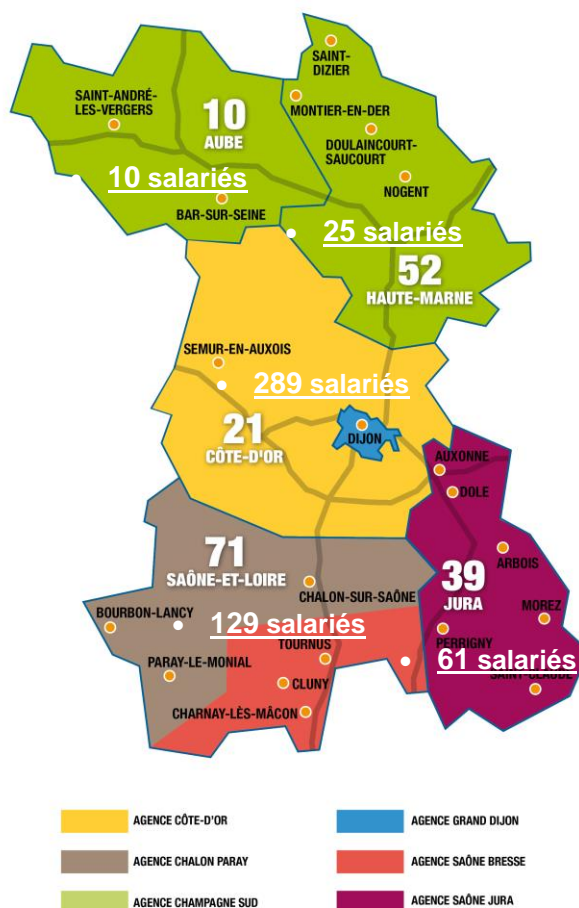 SAINT-
DIZIER
SAINT-ANDRÉ-
LES-VERGERS
10
AUBE
MONTIER-EN-DER
DOULAINCOURT-
SAUCOURT
10 salariés
NOGENT
BAR-SUR-SEINE
25 salariés
52
HAUTE-MARNE
SEMUR-EN-AUXOIS
289 salariés
21
CÔTE-D'OR
DIJON
AUXONNE
DOLE
71
SAÔNE-ET-LOIRE
ARBOIS
39
JURA
CHALON-SUR-SAÔNE
BOURBON-LANCY
MOREZ
129 salariés
PERRIGNY
TOURNUS
61 salariés
PARAY-LE-MONIAL
CLUNY
SAINT-CLAUDE
CHARNAY-LÈS-MÂCON
AGENCE CÔTE-D'OR
AGENCE GRAND DIJON
AGENCE CHALON PARAY
AGENCE SAÔNE BRESSE
AGENCE CHAMPAGNE SUD
AGENCE SAÔNE JURA